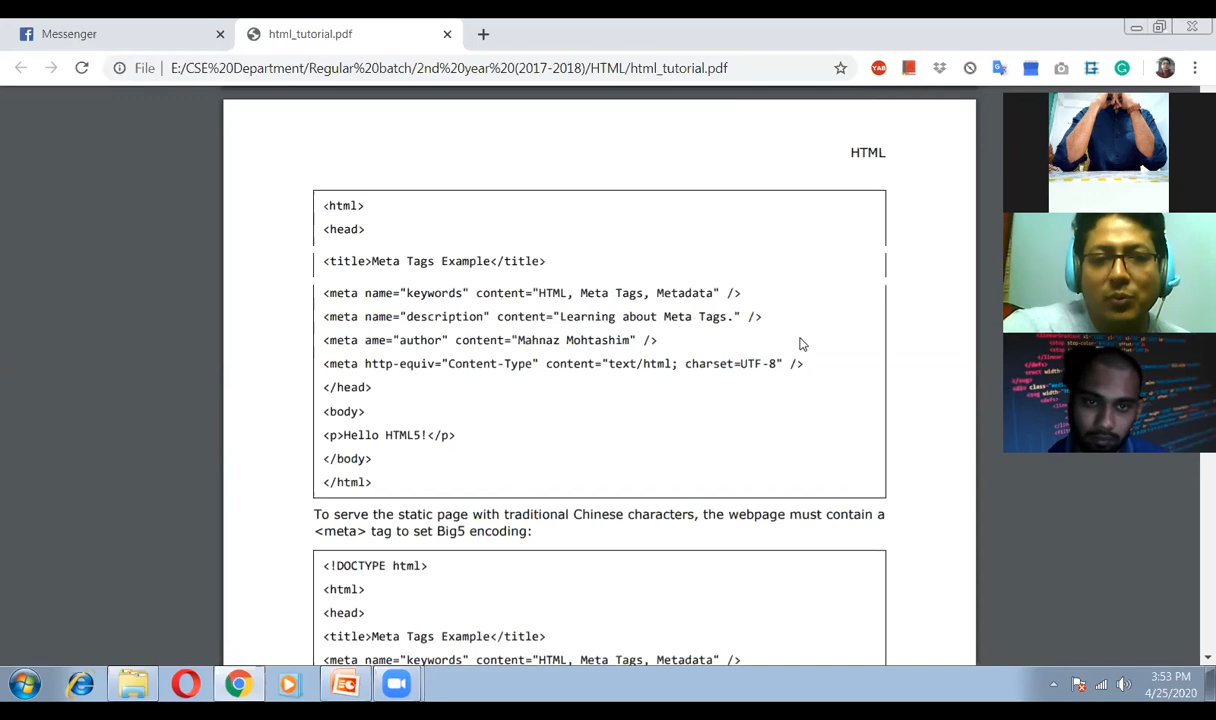 Messenger
html_tutorial.pdf
File
E:/CSE%20Department/Regular%20batch/2nd%20year%20(2017-2018)/HTML/html_tutorial.pdf
YAB
HTML
<html>
<head>
<title>Meta Tags Example</title>
<meta name="keywords" content="HTML, Meta Tags, Metadata" />
<meta name="description" content="Learning about Meta Tags." />
<meta ame="author" content="Mahnaz Mohtashim" />
<meta http-equiv="Content-Type" content="text/html; charset=UTF-8" />
</head>
<body>
<p>Hello HTML5!</p>
</body>
</html>
To serve the static page with traditional Chinese characters, the webpage must contain a
<meta> tag to set Big5 encoding:
<!DOCTYPE html>
<html>
<head>
<title>Meta Tags Example</title>
<meta name="keywords" content="HTML, Meta Tags, Metadata" />
3:53 PM
4/25/2020